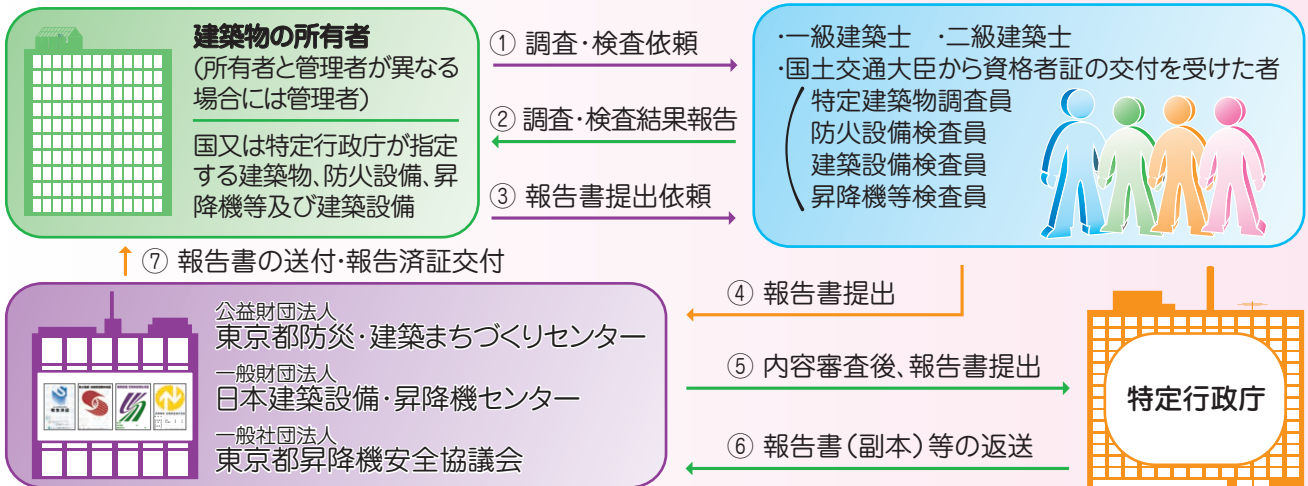 建築物の所有者
(所有者と管理者が異なる
場合には管理者)
国又は特定行政庁が指定
する建築物、防火設備、昇
降機等及び建築設備
① 調査・検査依頼
② 調査・検査結果報告
③ 報告書提出依頼
・一級建築士 ・二級建築士
・国土交通大臣から資格者証の交付を受けた者
特定建築物調査員
防火設備検査員
建築設備検査員
昇降機等検査員
⑦ 報告書の送付・報告済証交付
公益財団法人
東京都防災・建築まちづくりセンター
一般財団法人
日本建築設備・昇降機センター
一般社団法人
東京都昇降機安全協議会
④ 報告書提出
⑤ 内容審査後、報告書提出
⑥ 報告書(副本)等の返送
特定行政庁